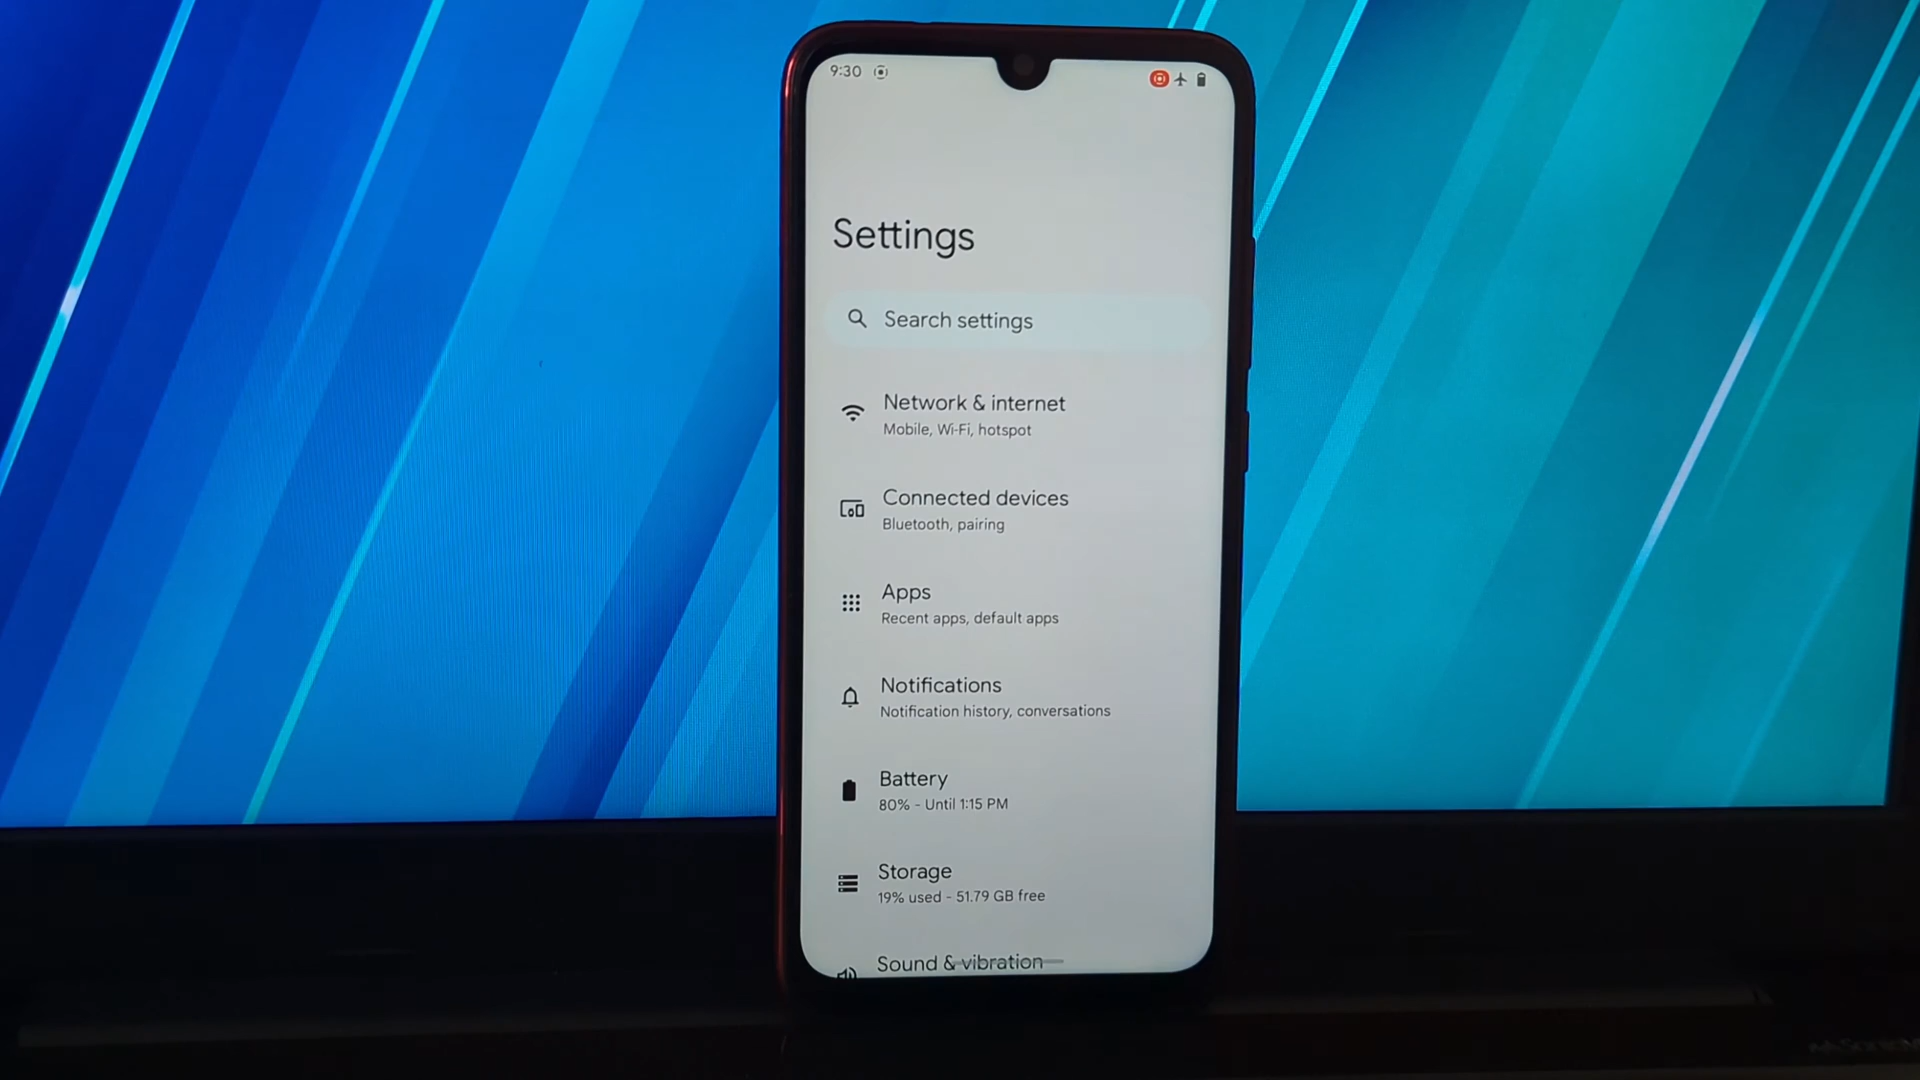 9:30
Settings
Search settings
Network & internet
Mobile, Wi-Fi, hotspot
Connected devices
Bluetooth, pairing
Apps
Recent apps, default apps
Notifications
Notification history, conversations
Battery
80% - Until 1:15 PM
Storage
19% used - 51.79 GB free
Sound & vibration